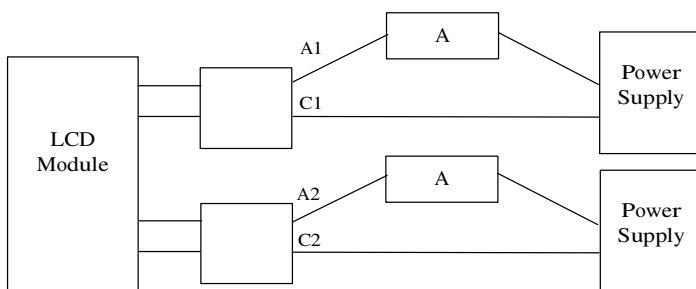 A1
A
C1
Power
Supply
LCD
Module
A2
A
C2
Power
Supply